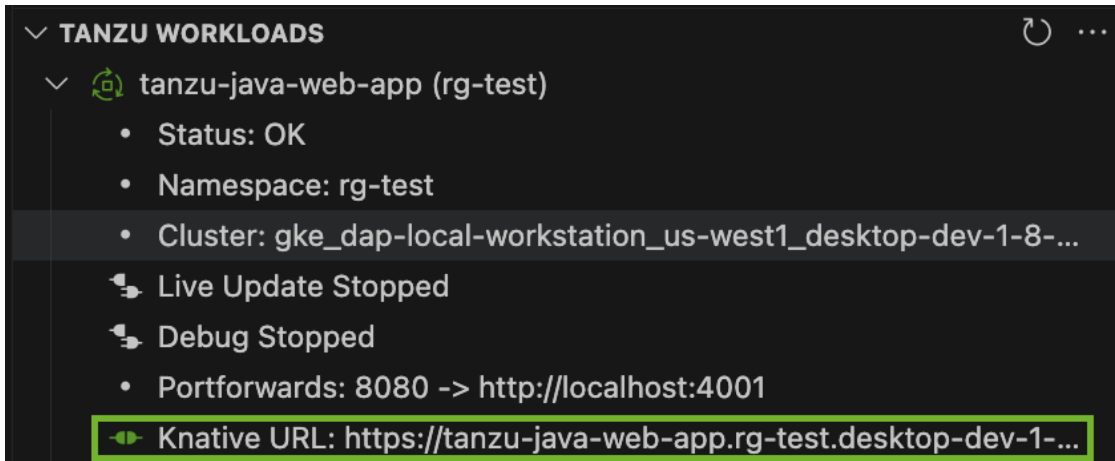 TANZU WORKLOADS
tanzu-java-web-app (rg-test)
• Status: OK
• Namespace: rg-test
• Cluster: gke_dap-local-workstation_us-west1_desktop-dev-1-8-...
Live Update Stopped
Debug Stopped
• Portforwards: 8080 -> http://localhost:4001
Knative URL: https://tanzu-java-web-app.rg-test.desktop-dev-1-...